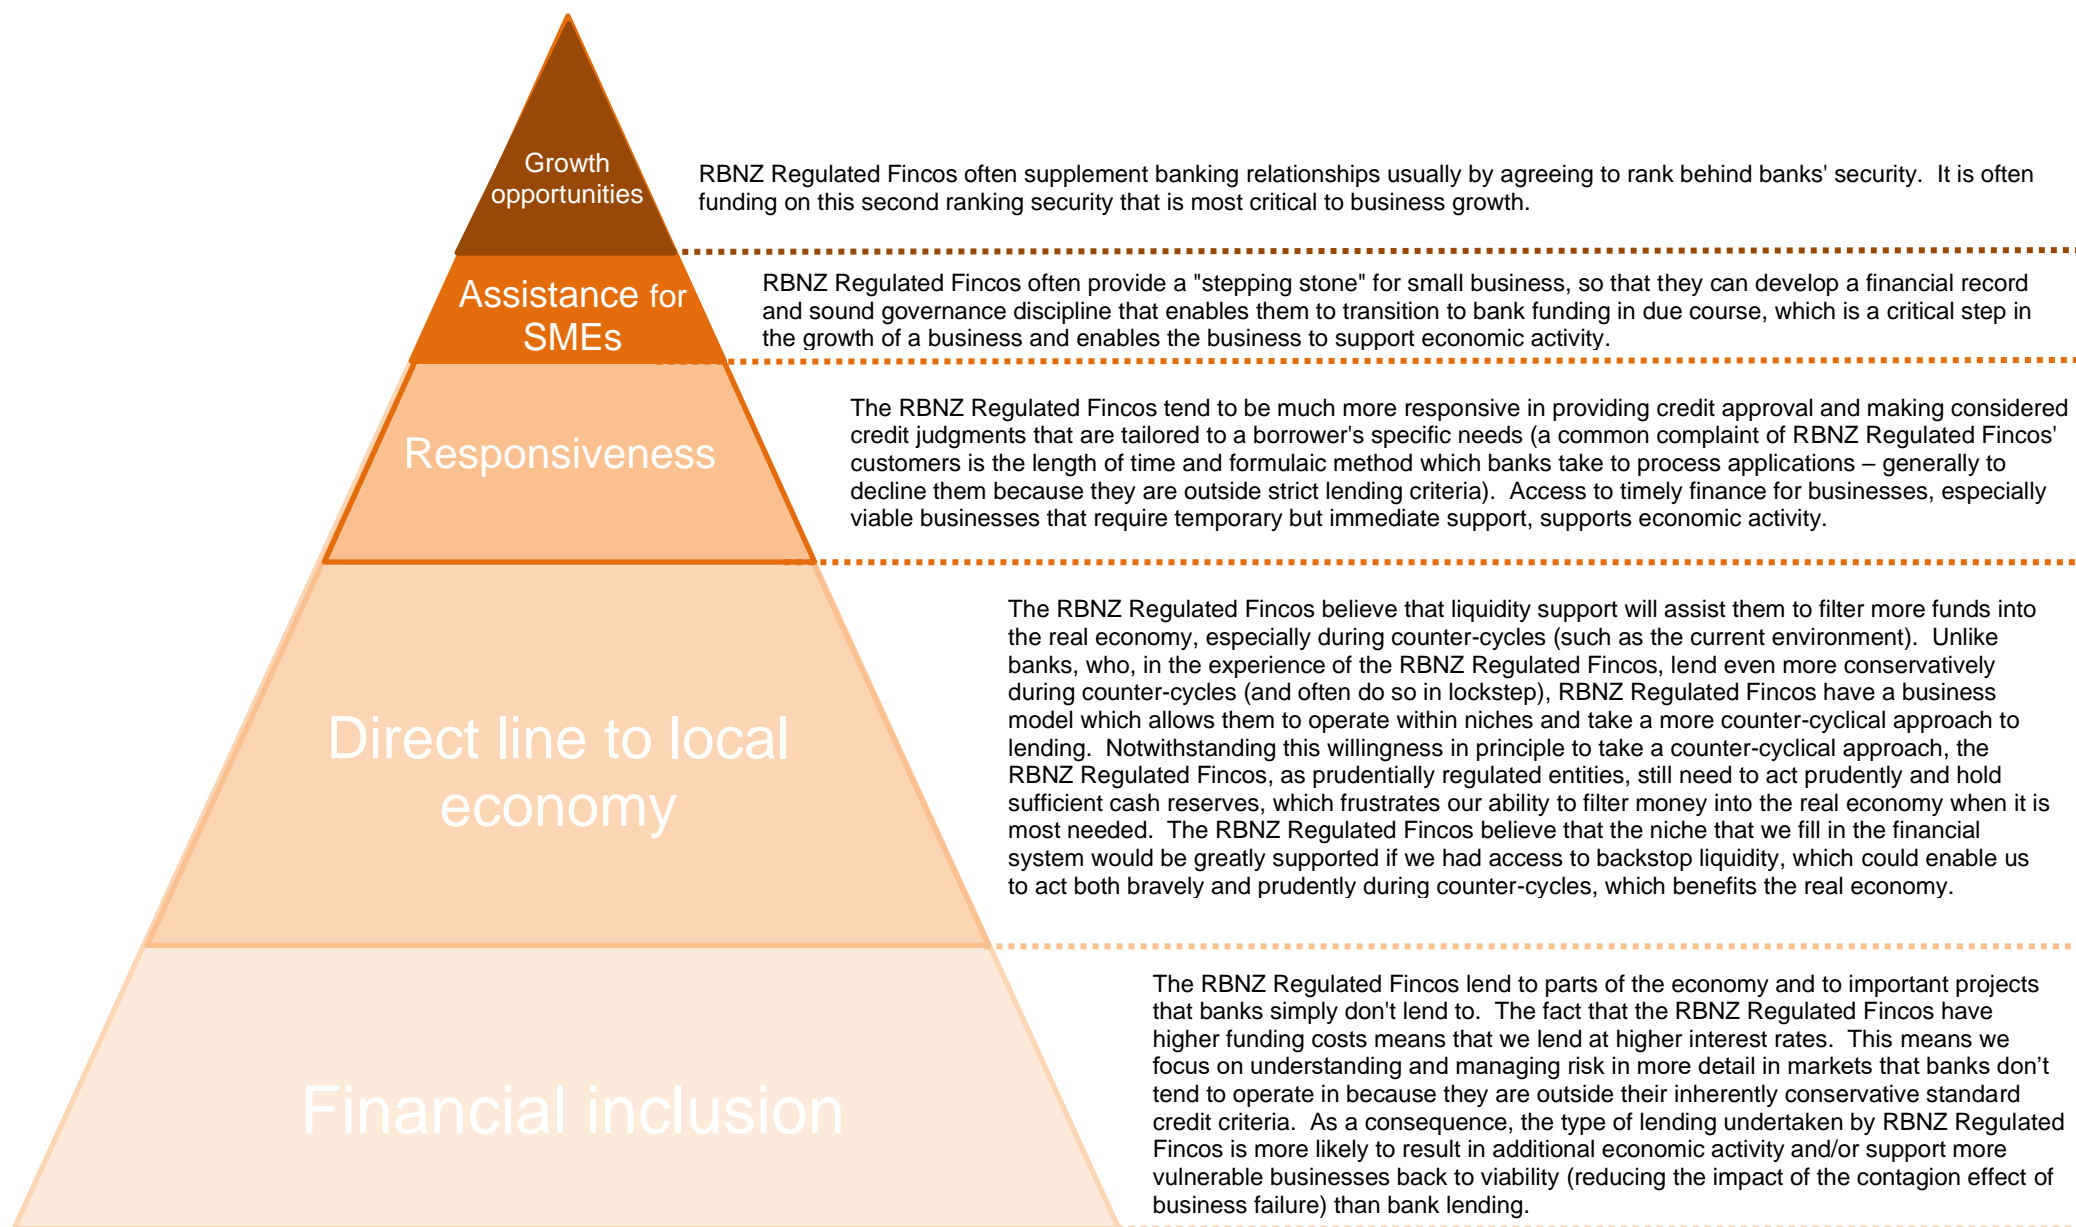 Growth
opportunities
RBNZ Regulated Fincos often supplement banking relationships usually by agreeing to rank behind banks' security.  It is often
funding on this second ranking security that is most critical to business growth.
Assistance for
SMEs
RBNZ Regulated Fincos often provide a "stepping stone" for small business, so that they can develop a financial record
and sound governance discipline that enables them to transition to bank funding in due course, which is a critical step in
the growth of a business and enables the business to support economic activity.
Responsiveness
The RBNZ Regulated Fincos tend to be much more responsive in providing credit approval and making considered
credit judgments that are tailored to a borrower's specific needs (a common complaint of RBNZ Regulated Fincos'
customers is the length of time and formulaic method which banks take to process applications – generally to
decline them because they are outside strict lending criteria).  Access to timely finance for businesses, especially
viable businesses that require temporary but immediate support, supports economic activity.
Direct line to local
economy
The RBNZ Regulated Fincos believe that liquidity support will assist them to filter more funds into
the real economy, especially during counter-cycles (such as the current environment).  Unlike
banks, who, in the experience of the RBNZ Regulated Fincos, lend even more conservatively
during counter-cycles (and often do so in lockstep), RBNZ Regulated Fincos have a business
model which allows them to operate within niches and take a more counter-cyclical approach to
lending.  Notwithstanding this willingness in principle to take a counter-cyclical approach, the
RBNZ Regulated Fincos, as prudentially regulated entities, still need to act prudently and hold
sufficient cash reserves, which frustrates our ability to filter money into the real economy when it is
most needed.  The RBNZ Regulated Fincos believe that the niche that we fill in the financial
system would be greatly supported if we had access to backstop liquidity, which could enable us
to act both bravely and prudently during counter-cycles, which benefits the real economy.
Financial inclusion
The RBNZ Regulated Fincos lend to parts of the economy and to important projects
that banks simply don't lend to.  The fact that the RBNZ Regulated Fincos have
higher funding costs means that we lend at higher interest rates.  This means we
focus on understanding and managing risk in more detail in markets that banks don’t
tend to operate in because they are outside their inherently conservative standard
credit criteria.  As a consequence, the type of lending undertaken by RBNZ Regulated
Fincos is more likely to result in additional economic activity and/or support more
vulnerable businesses back to viability (reducing the impact of the contagion effect of
business failure) than bank lending.